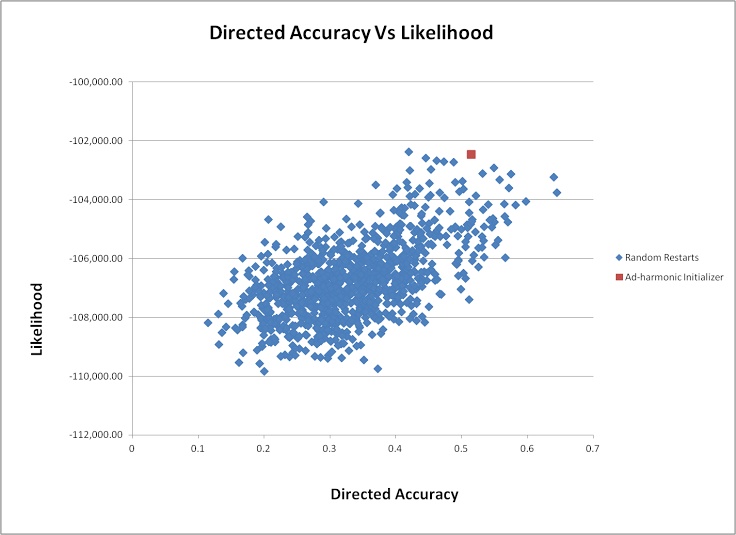 Directed Accuracy Vs Likelihood
-100,000.00
-102,000.00
-104,000.00
-106,000.00
-108,000.00
-110,000.00
-112,000.00
Likelihood
0 0.1 0.2 0.3 0.4 0.5 0.6 0.7
Directed Accuracy
Random Restarts
Ad-harmonic Initializer